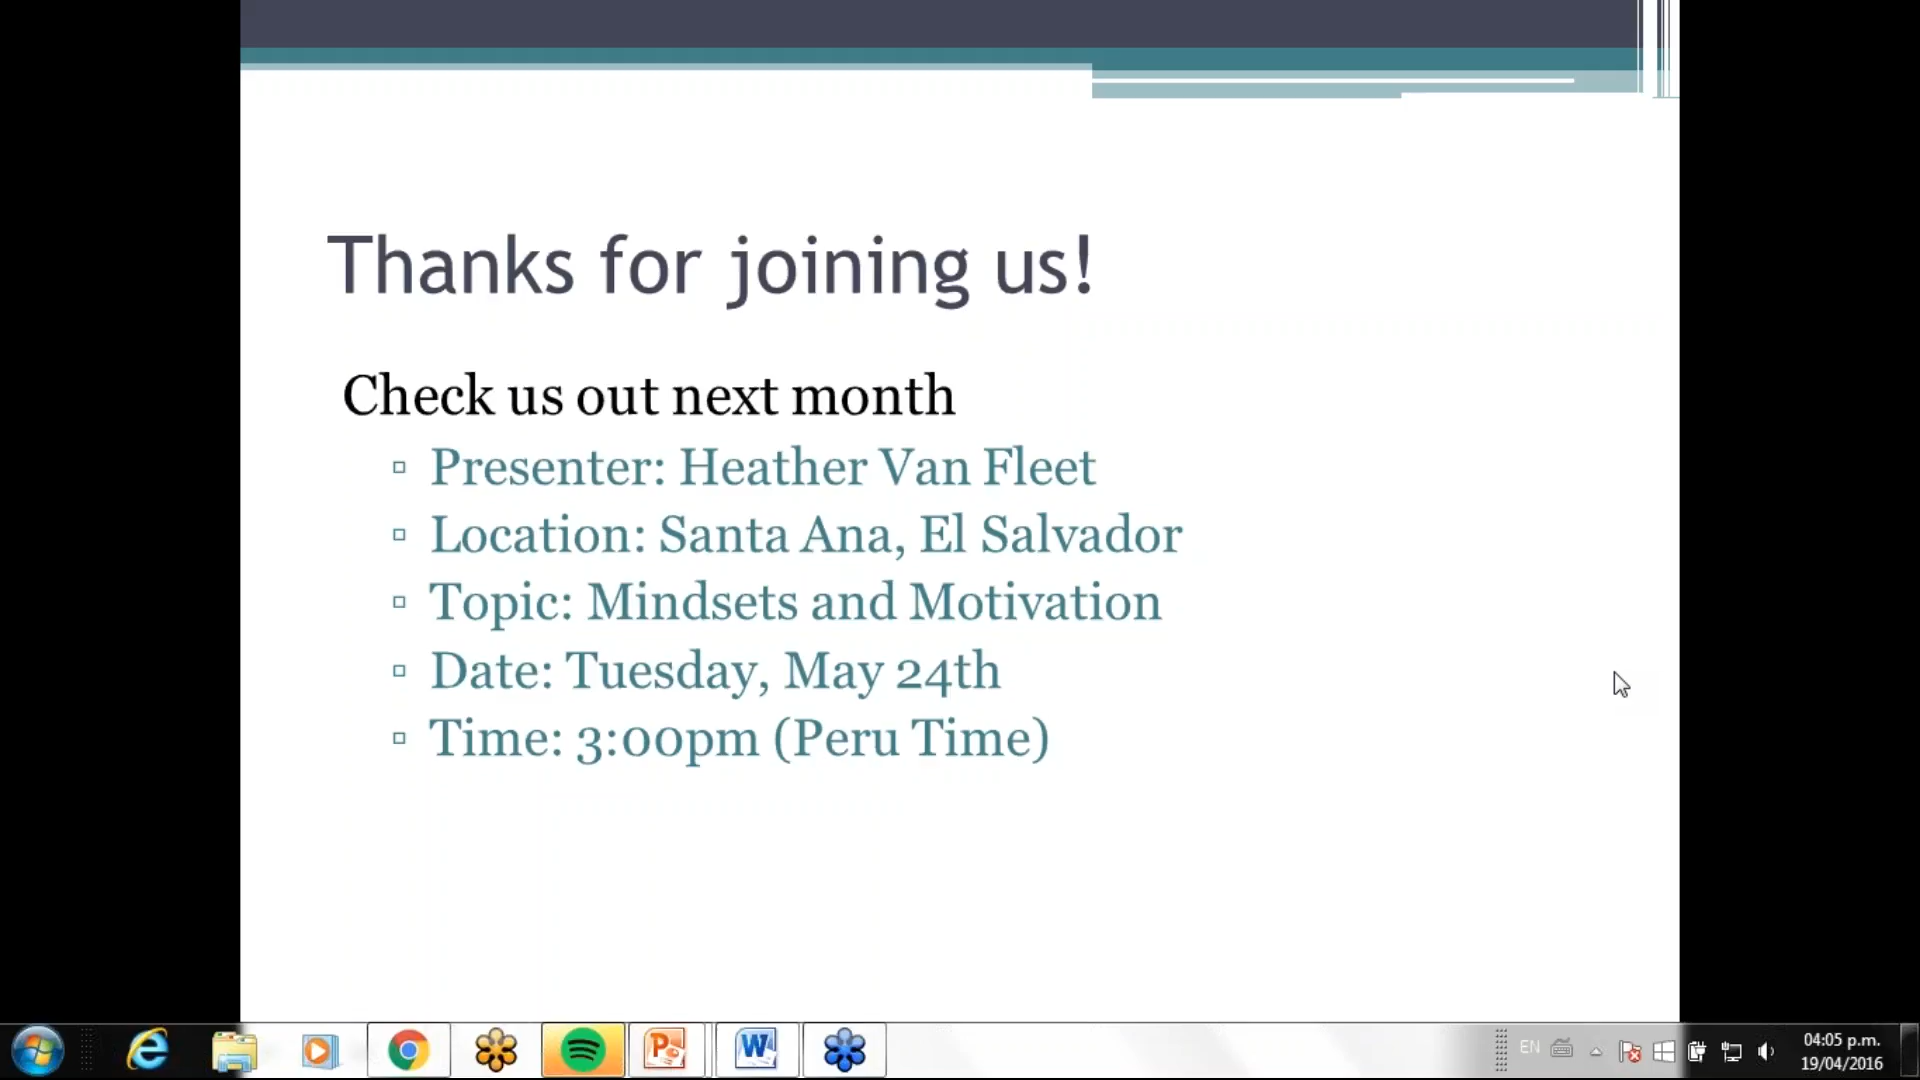 Thanks for joining us!
Check us out next month
Presenter: Heather Van Fleet
Location: Santa Ana, El Salvador
Topic: Mindsets and Motivation
Date: Tuesday, May 24th
Time: 3:00pm (Peru Time)
EN
04:05 p.m.
19/04/2016